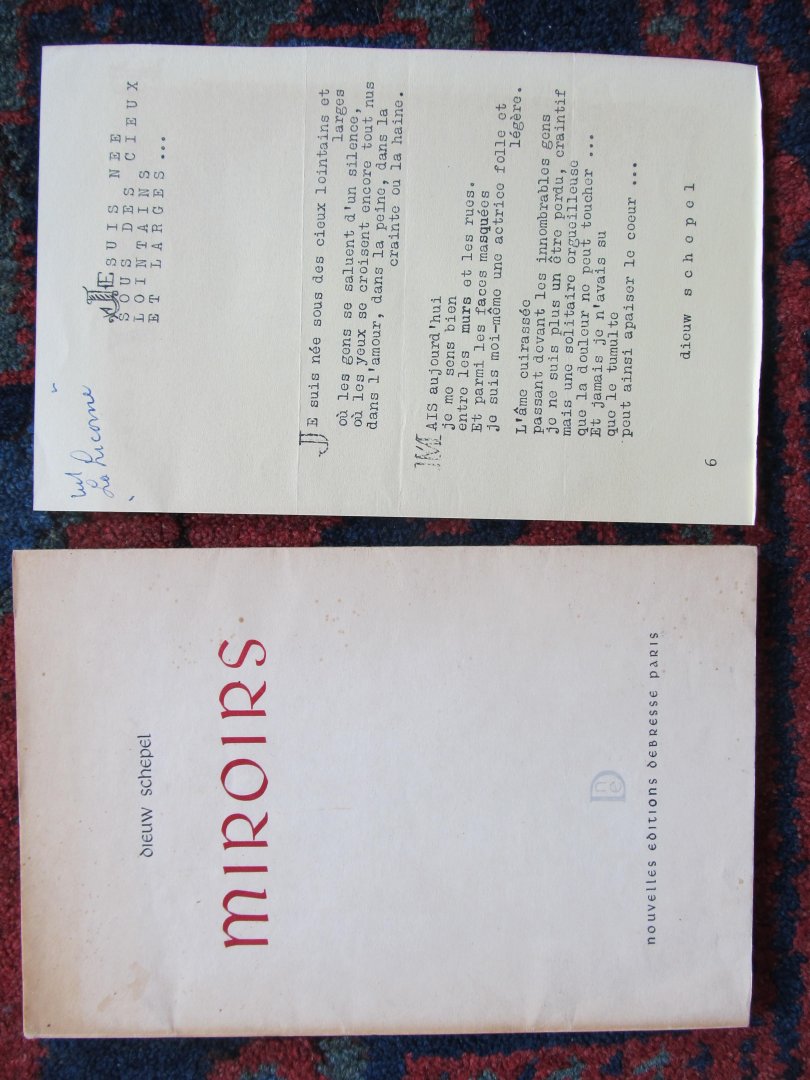 uit
La Licorne
JE SUIS NEE
SOUS DES CIEUX
LOINTAINS
ET LARGES ...
JE suis née sous des cieux lointains et
larges
où les gens se saluent d'un silence,
où les yeux se croisent encore tout nus
dans l'amour, dans la peine, dans la
crainte ou la haine.
MAIS aujourd'hui
je me sens bien
entre les murs et les rues.
Et parmi les faces masquées
je suis moi-même une actrice folle et
légère.
L'âme cuirassée
passant devant les innombrables gens
je ne suis plus un être perdu, craintif
mais une solitaire orgueilleuse
que la douleur ne peut toucher ...
Et jamais je n'avais su
que le tumulte
peut ainsi apaiser le coeur ...
dieuw schepel
6
dieuw schepel
MIROIRS
Dne
nouvelles editions debresse paris